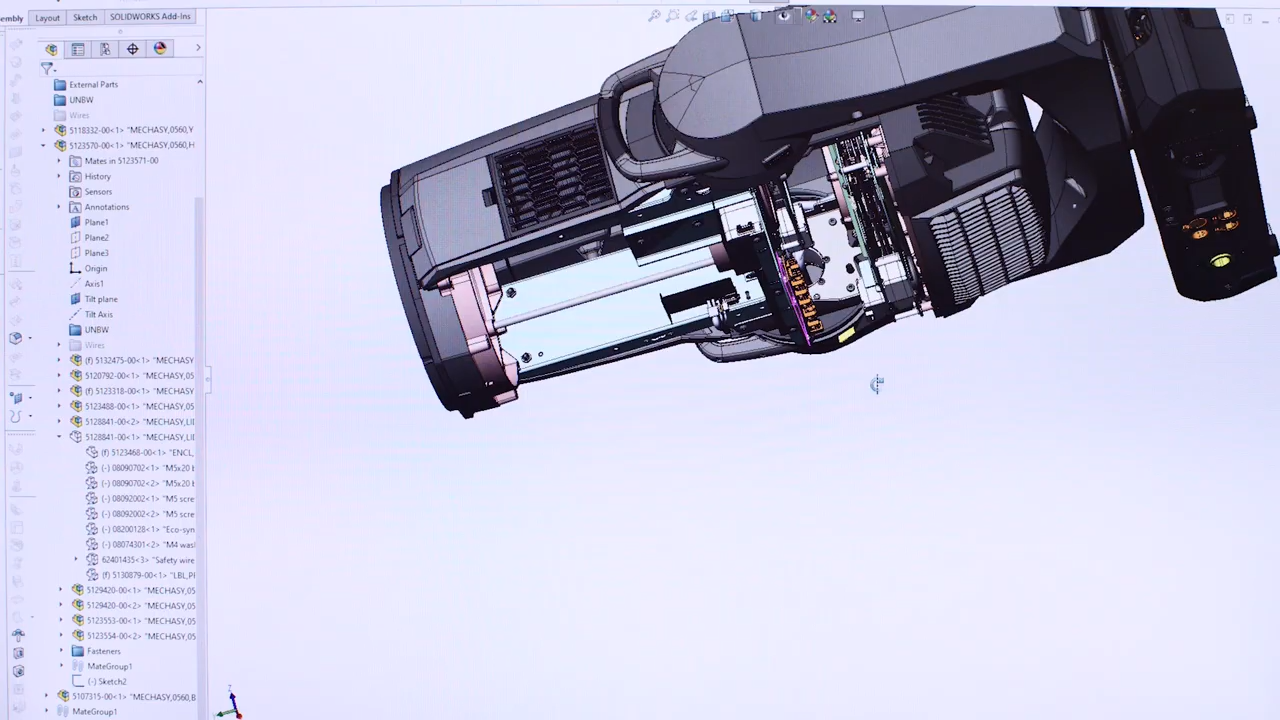 embly Layout Sketch SOLIDWORKS Add-Ins
External Parts
UNBW
Wires
5118332-00<1> "MECHASY,0560,Y
5123570-00<1> "MECHASY,0560,H
Mates in 5123571-00
History
Sensors
Annotations
Plane1
Plane2
Plane3
Origin
Axis1
Tilt plane
Tilt Axis
UNBW
Wires
(f) 5132475-00<1> "MECHASY,
5120792-00<1> "MECHASY,05
(f) 5123318-00<1> "MECHASY,
5123488-00<1> "MECHASY,05
5128841-00<2> "MECHASY,LII
5128841-00<1> "MECHASY,LII
(f) 5123468-00<1> "ENCL,
(-) 08090702<1> "M5x20 b
(-) 08090702<2> "M5x20 b
(-) 08092002<1> "M5 scre
(-) 08092002<2> "M5 scre
(-) 08200128<1> "Eco-syn
(-) 08074301<2> "M4 was
62401435<3> "Safety wire
(f) 5130879-00<1> "LBL,PI
5129420-00<1> "MECHASY,05
5129420-00<2> "MECHASY,05
5123553-00<1> "MECHASY,05
5123554-00<2> "MECHASY,05
Fasteners
MateGroup1
(-) Sketch2
5107315-00<1> "MECHASY,0560,B
MateGroup1